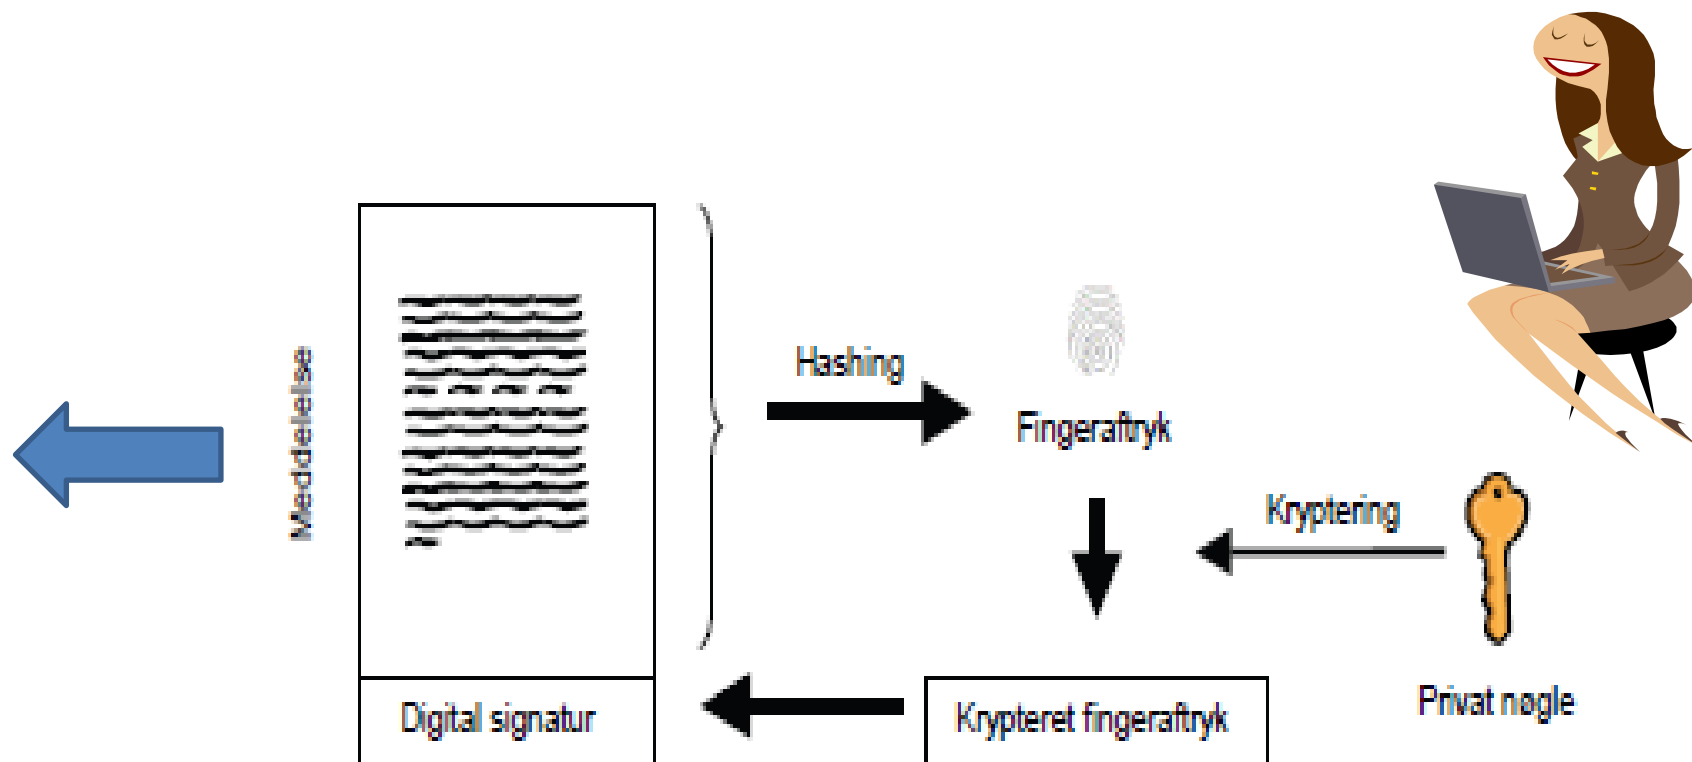 Meddelelse
Hashing
Fingeraftryk
Kryptering
Privat nøgle
Digital signatur
Krypteret fingeraftryk